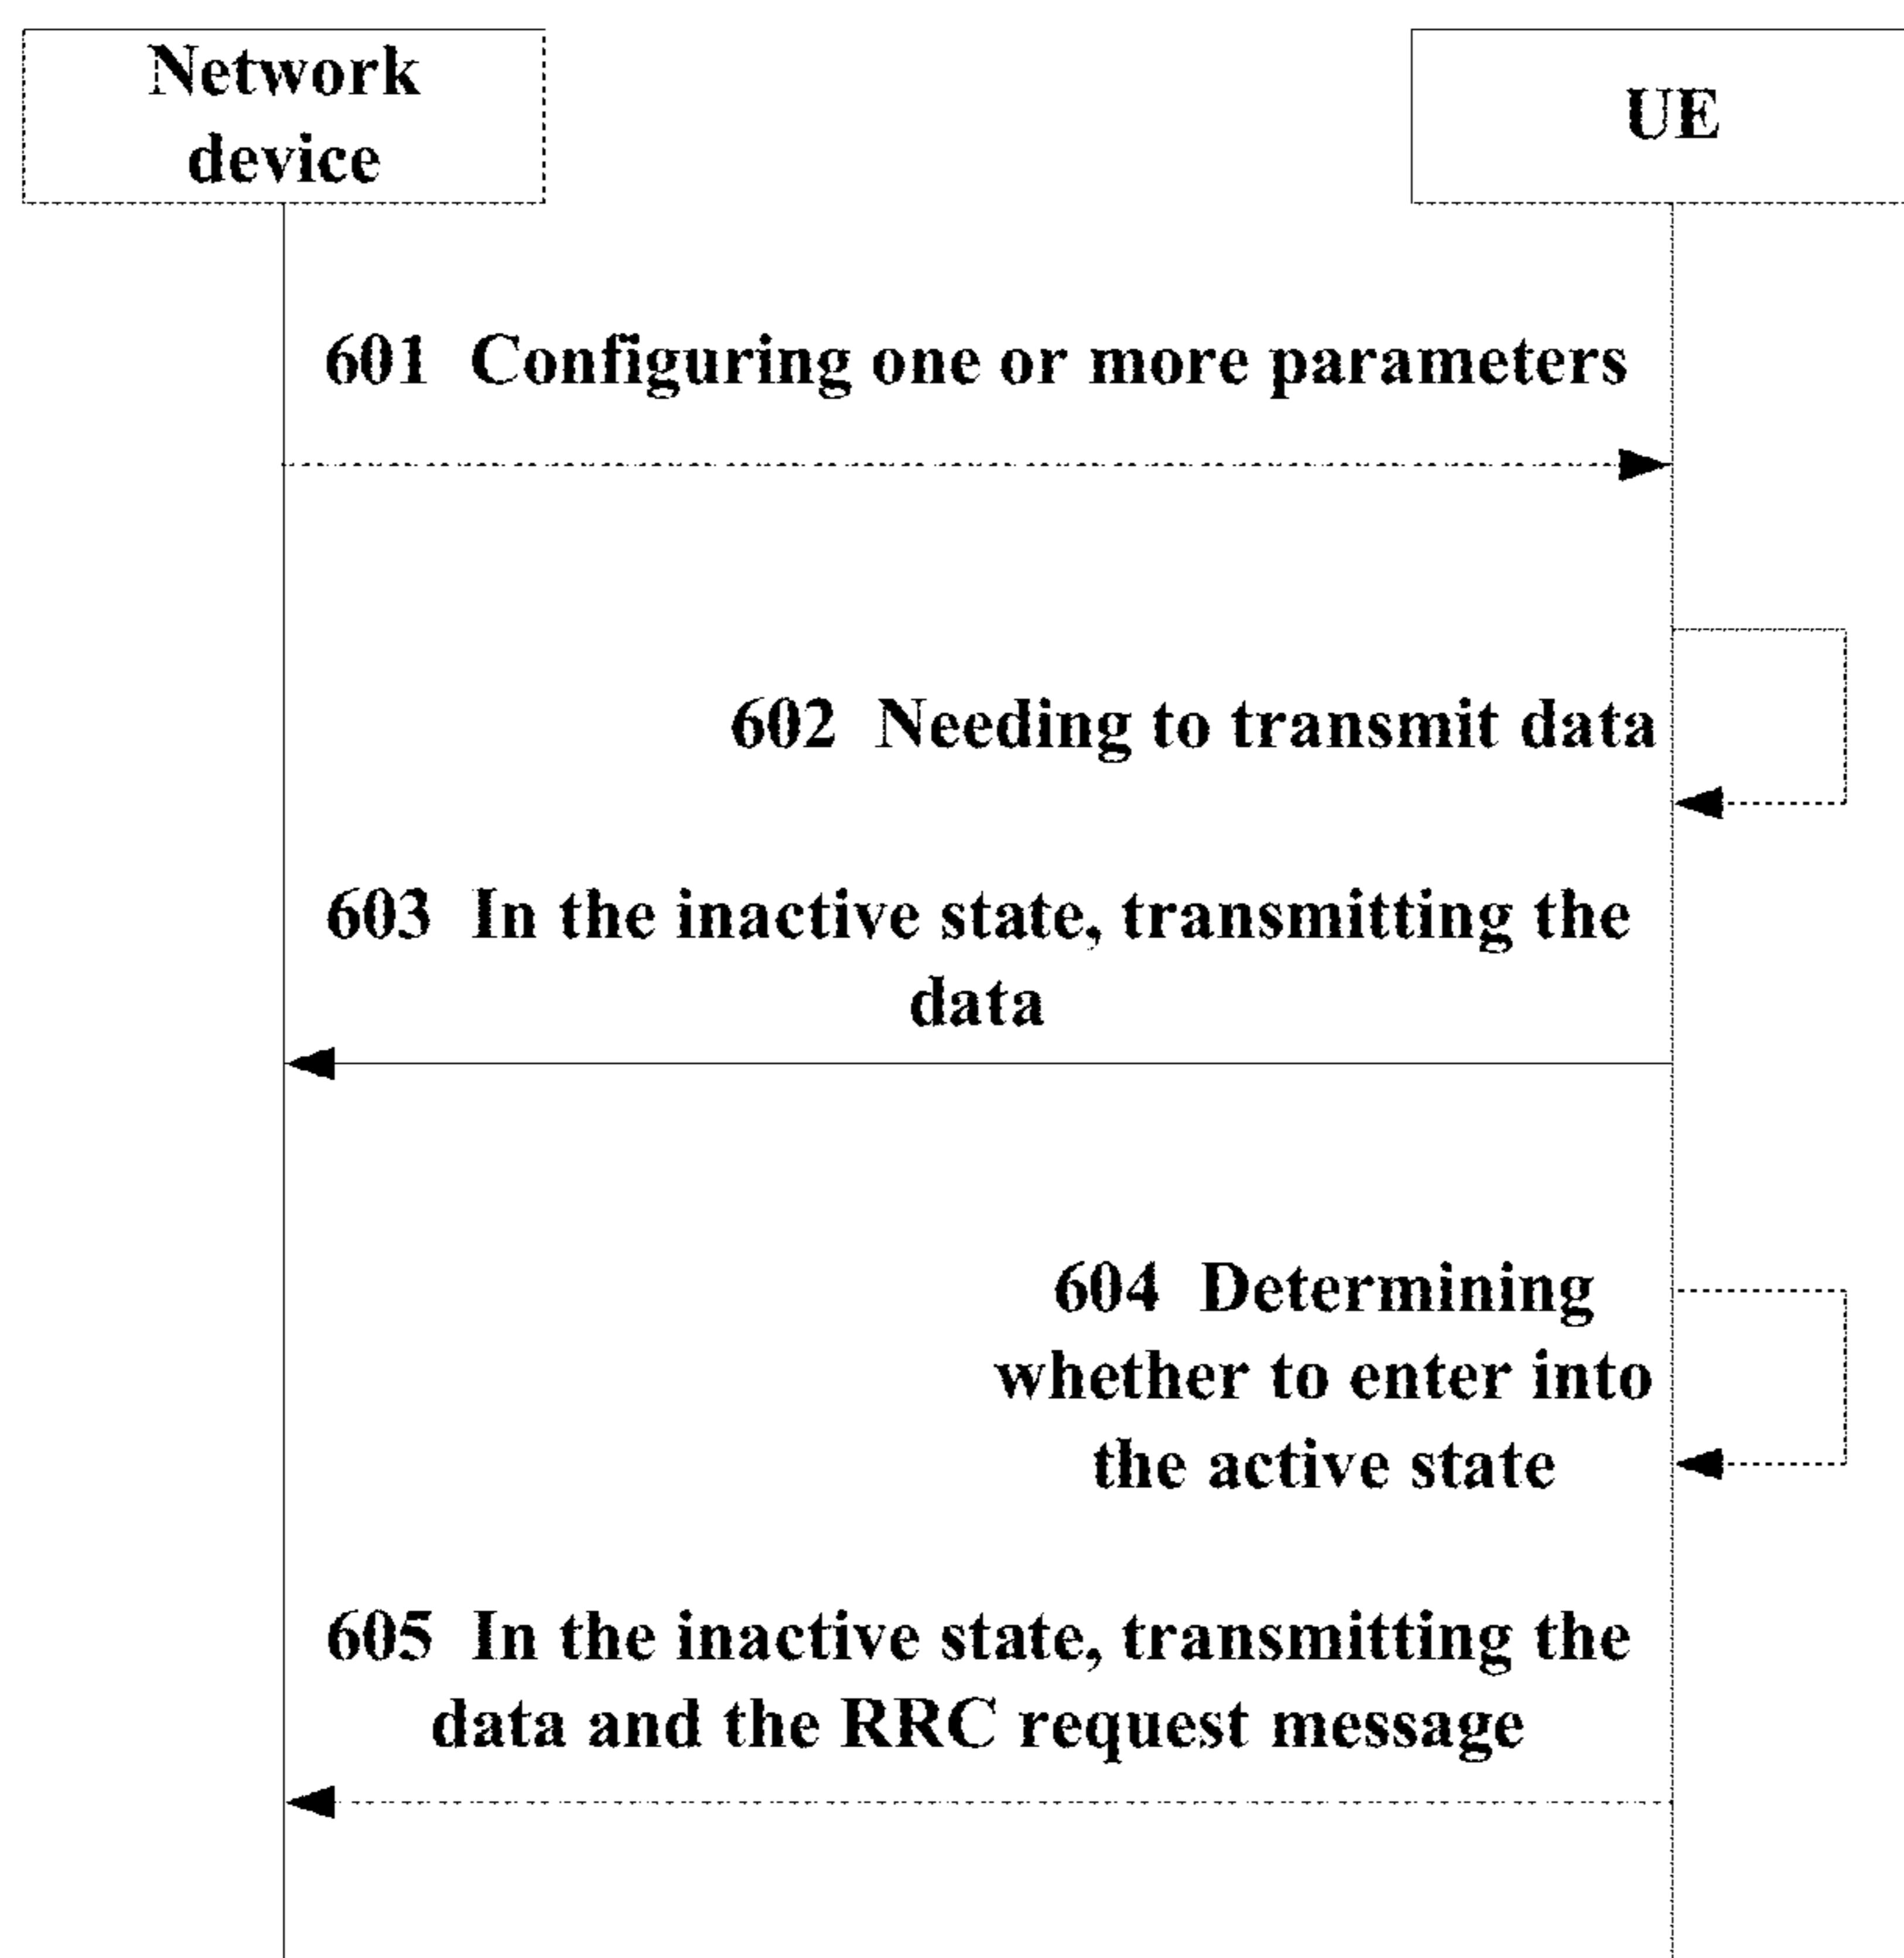 Network
device
UE
601 Configuring one or more parameters
602 Needing to transmit data
603 In the inactive state, transmitting the
data
604 Determining
whether to enter into
the active state
605 In the inactive state, transmitting the
data and the RRC request message